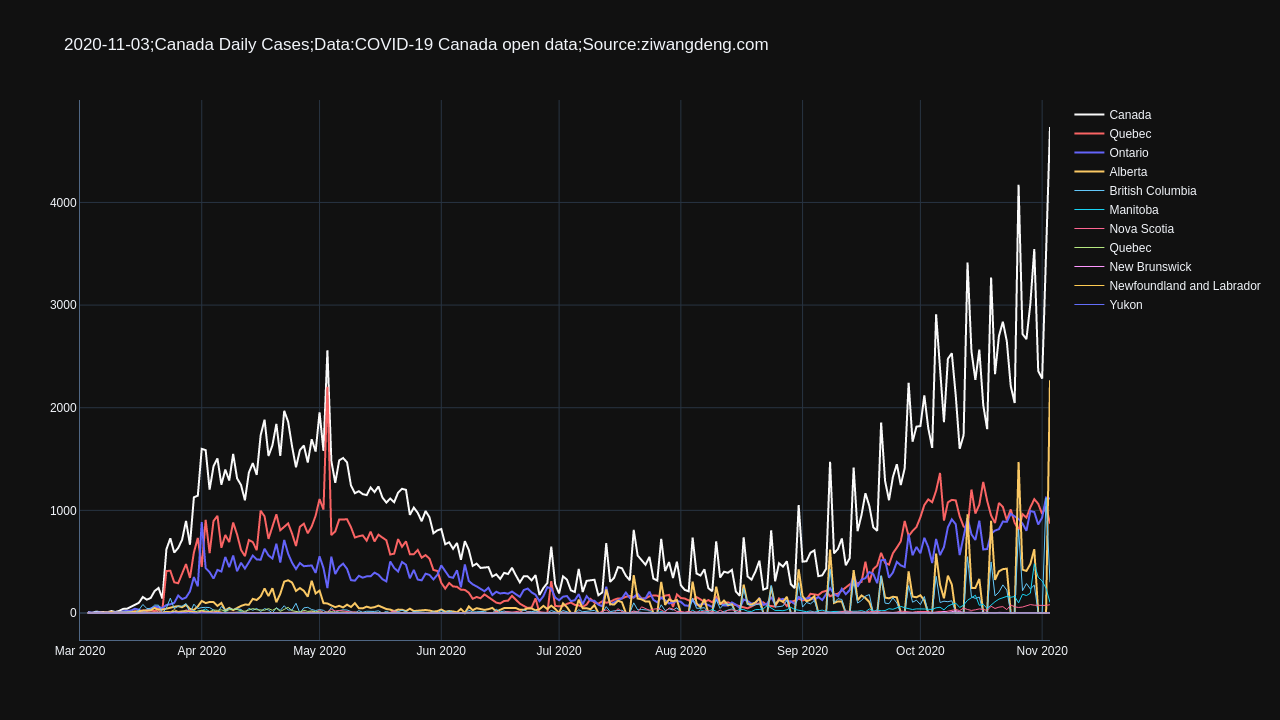 2020-11-03;Canada Daily Cases;Data:COVID-19 Canada open data;Source:ziwangdeng.com
Canada
Quebec
Ontario
Alberta
British Columbia
Manitoba
Nova Scotia
Quebec
New Brunswick
Newfoundland and Labrador
Yukon
4000
3000
2000
1000
0
Mar 2020 Apr 2020 May 2020 Jun 2020 Jul 2020 Aug 2020 Sep 2020 Oct 2020 Nov 2020